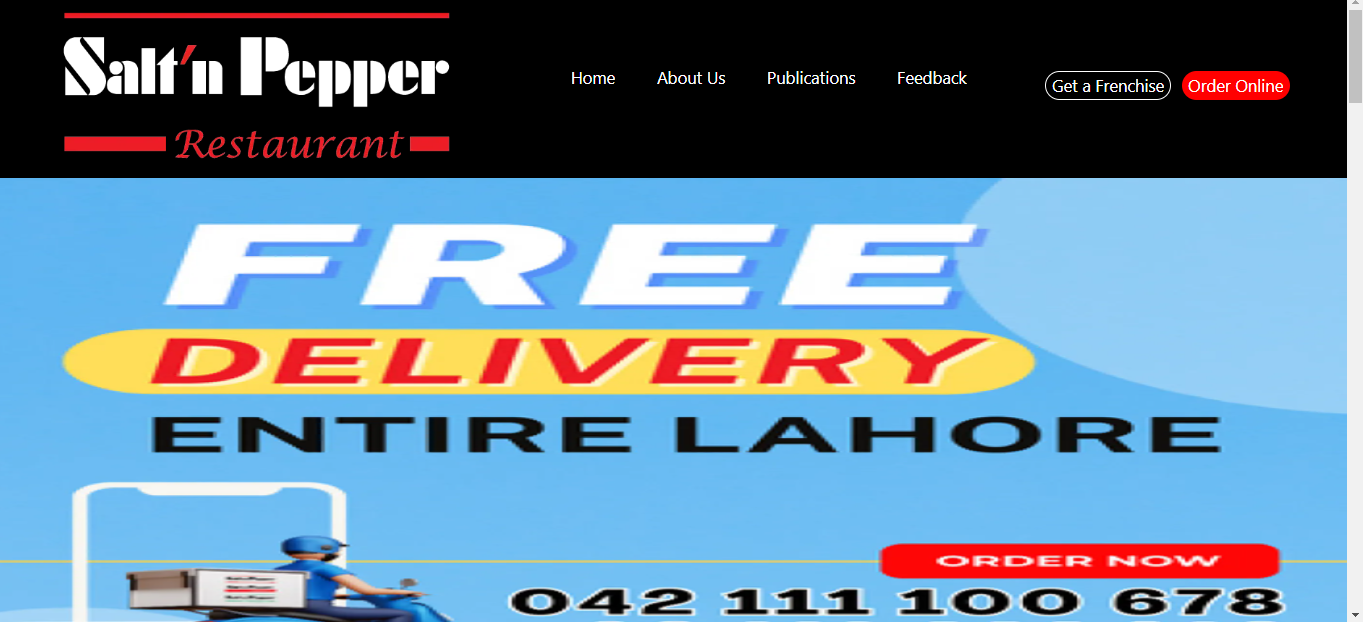 Salt'n Pepper
Restaurant
Home
About Us
Publications
Feedback
Get a Frenchise
Order Online
FREE
DELIVERY
ENTIRE LAHORE
ORDER NOW
042 111 100 678